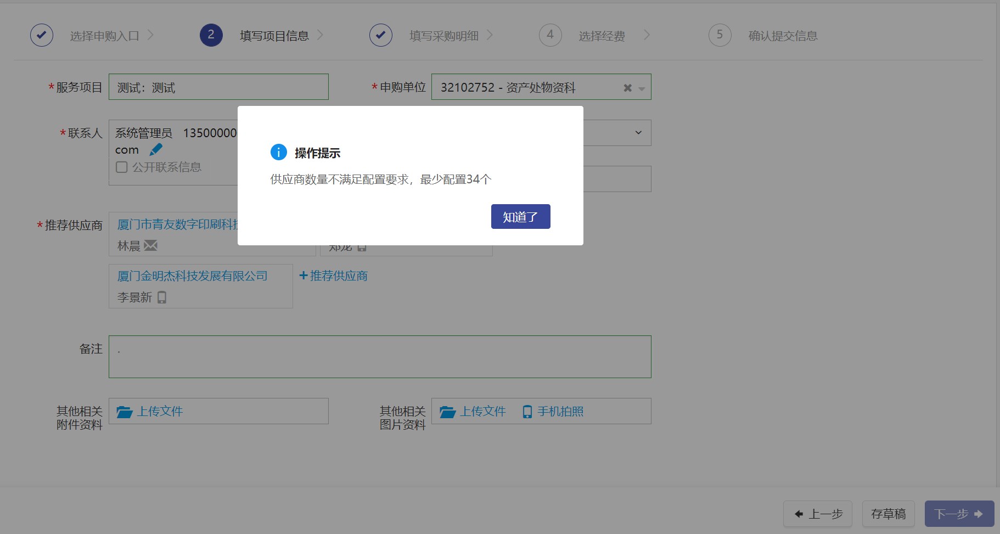 选择申购入口
2 填写项目信息
填写采购明细
4 选择经费
5 确认提交信息
*服务项目 测试：测试
*申购单位 32102752 - 资产处物资科
*联系人 系统管理员 13500000
com
公开联系信息
操作提示
供应商数量不满足配置要求，最少配置34个
知道了
*推荐供应商 厦门市青友数字印刷科
林晨
厦门金明杰科技发展有限公司
+推荐供应商
李景新
备注 .
其他相关
附件资料
上传文件
其他相关
图片资料
上传文件 手机拍照
上一步 存草稿 下一步